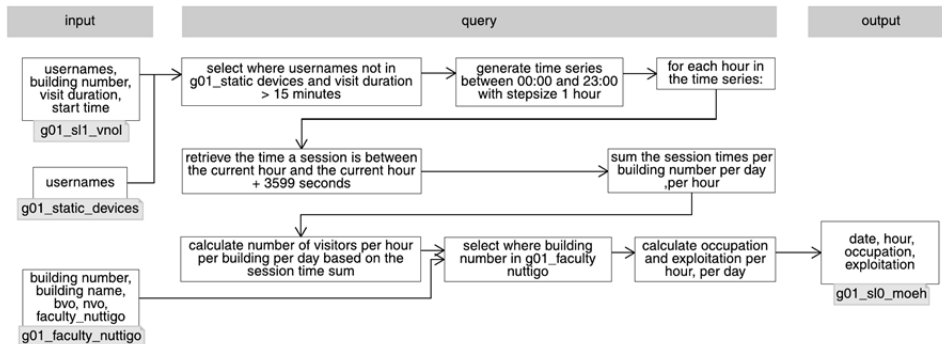 input
query
output
usernames,
building number,
visit duration,
start time
g01_sl1_vnol
select where usernames not in
g01_static devices and visit duration
> 15 minutes
generate time series
between 00:00 and 23:00
with stepsize 1 hour
for each hour in
the time series:
usernames
g01_static_devices
retrieve the time a session is between
the current hour and the current hour
+ 3599 seconds
sum the session times per
building number per day
,per hour
building number,
building name,
bvo, nvo,
faculty_nuttigo
g01_faculty_nuttigo
calculate number of visitors per hour
per building per day based on the
session time sum
select where building
number in g01_faculty
nuttigo
calculate occupation
and exploitation per
hour, per day
date, hour,
occupation,
exploitation
g01_sl0_moeh